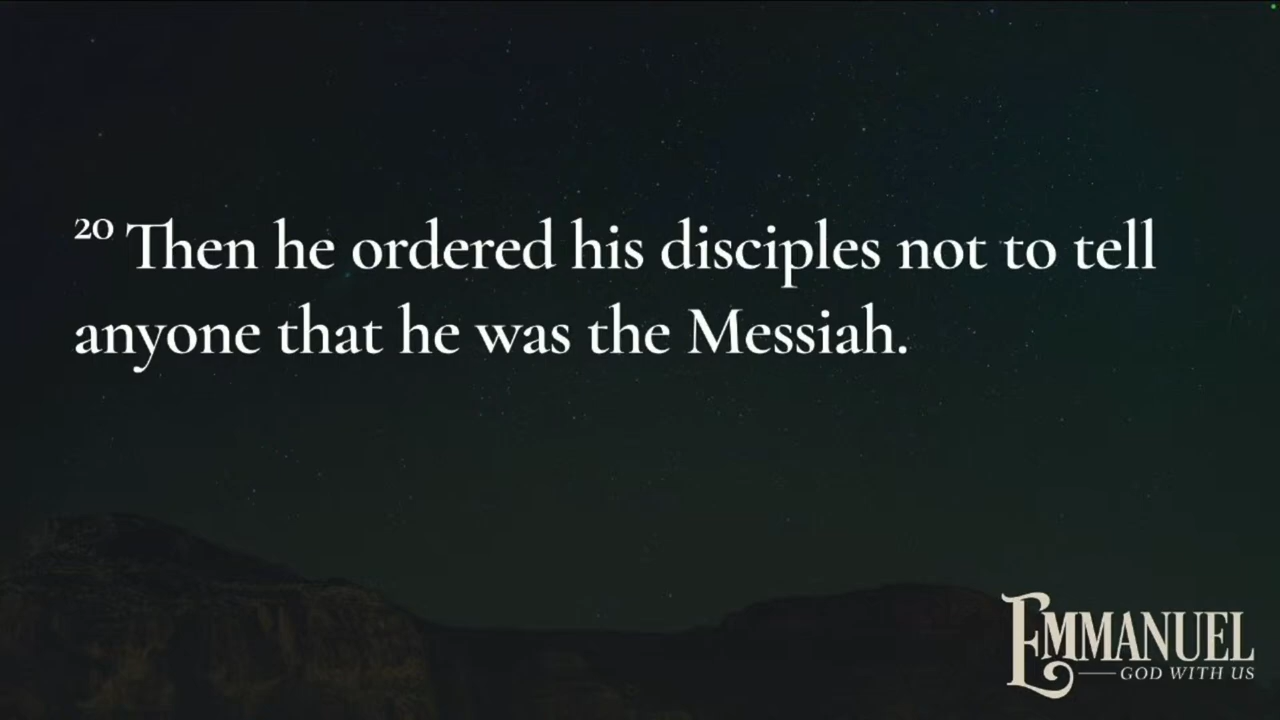 20 Then he ordered his disciples not to tell
anyone that he was the Messiah.
EMMANUEL
GOD WITH US